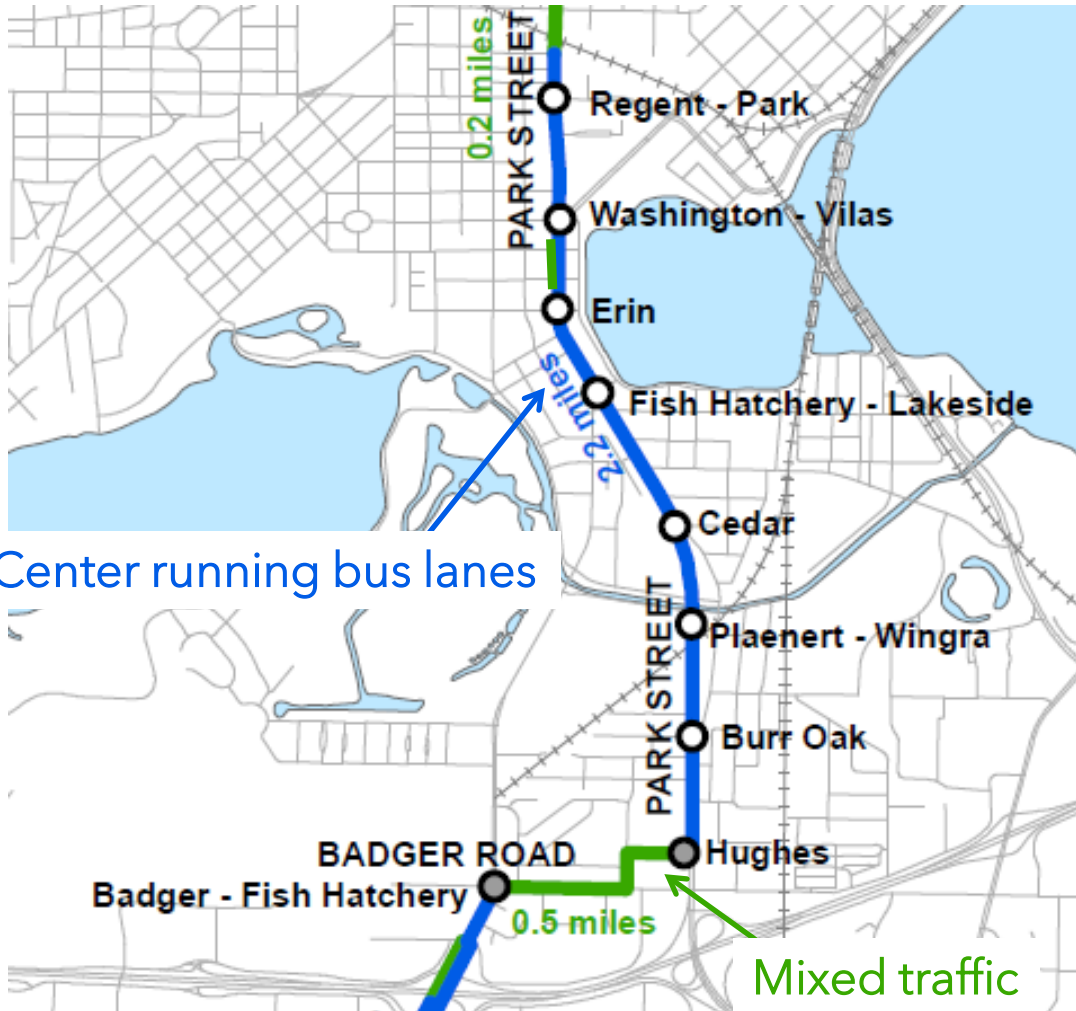 0.2 miles
PARK STREET
Regent - Park
Washington - Vilas
Erin
2.2 miles
Fish Hatchery - Lakeside
Cedar
Center running bus lanes
PARK STREET
Plaenert - Wingra
Burr Oak
BADGER ROAD
Hughes
Badger - Fish Hatchery
0.5 miles
Mixed traffic